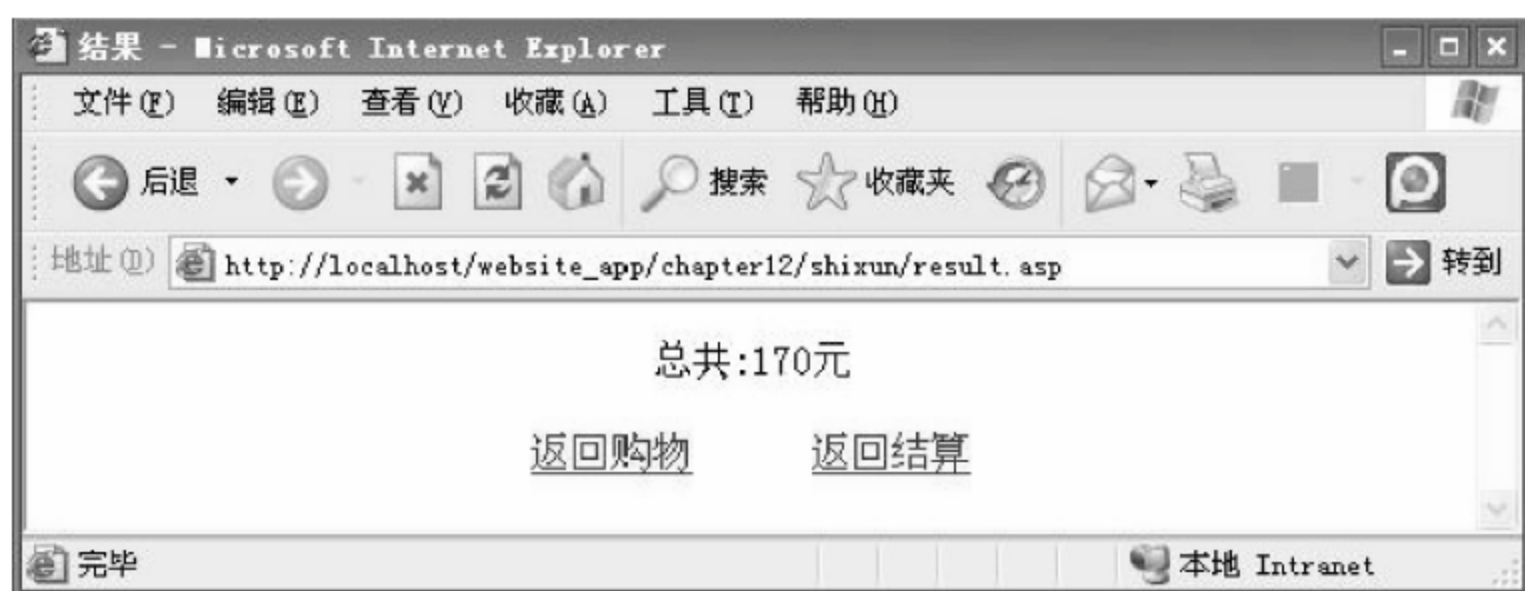 结果 - Microsoft Internet Explorer
文件(F) 编辑(E) 查看(V) 收藏(A) 工具(T) 帮助(H)
后退 搜索 收藏夹
地址(D) http://localhost/website_app/chapter12/shixun/result.asp 转到
总共:170元
返回购物 返回结算
完毕 本地 Intranet